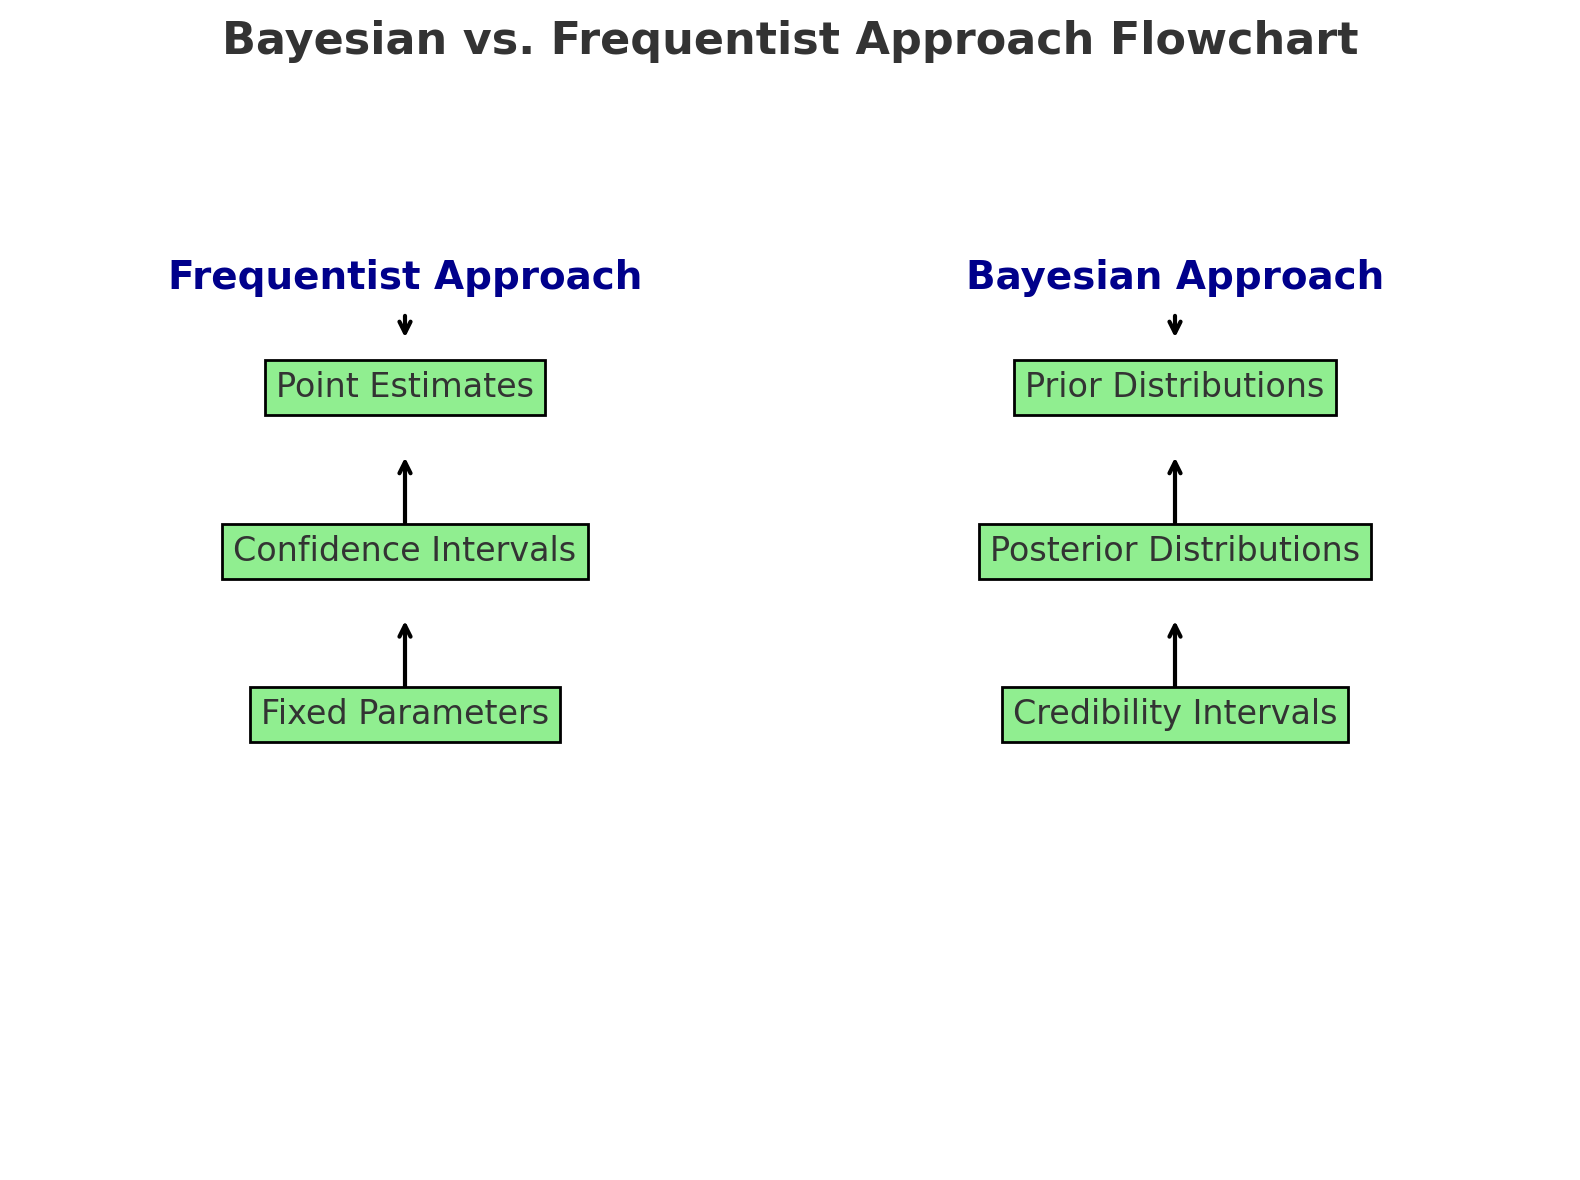 Bayesian vs. Frequentist Approach Flowchart
Frequentist Approach
Point Estimates
Confidence Intervals
Fixed Parameters
Bayesian Approach
Prior Distributions
Posterior Distributions
Credibility Intervals